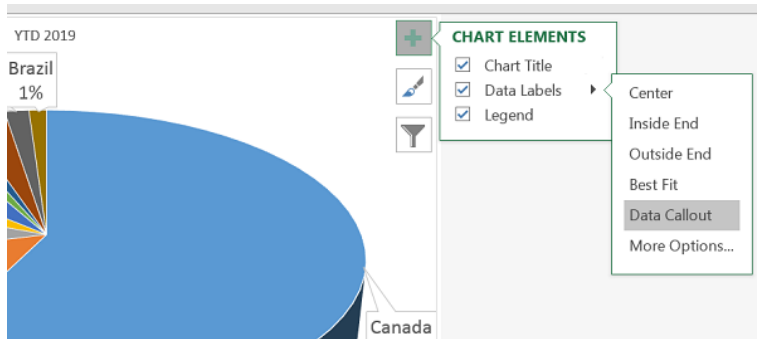 YTD 2019
Brazil
1%
Canada
CHART ELEMENTS
Chart Title
Data Labels
Legend
Center
Inside End
Outside End
Best Fit
Data Callout
More Options...